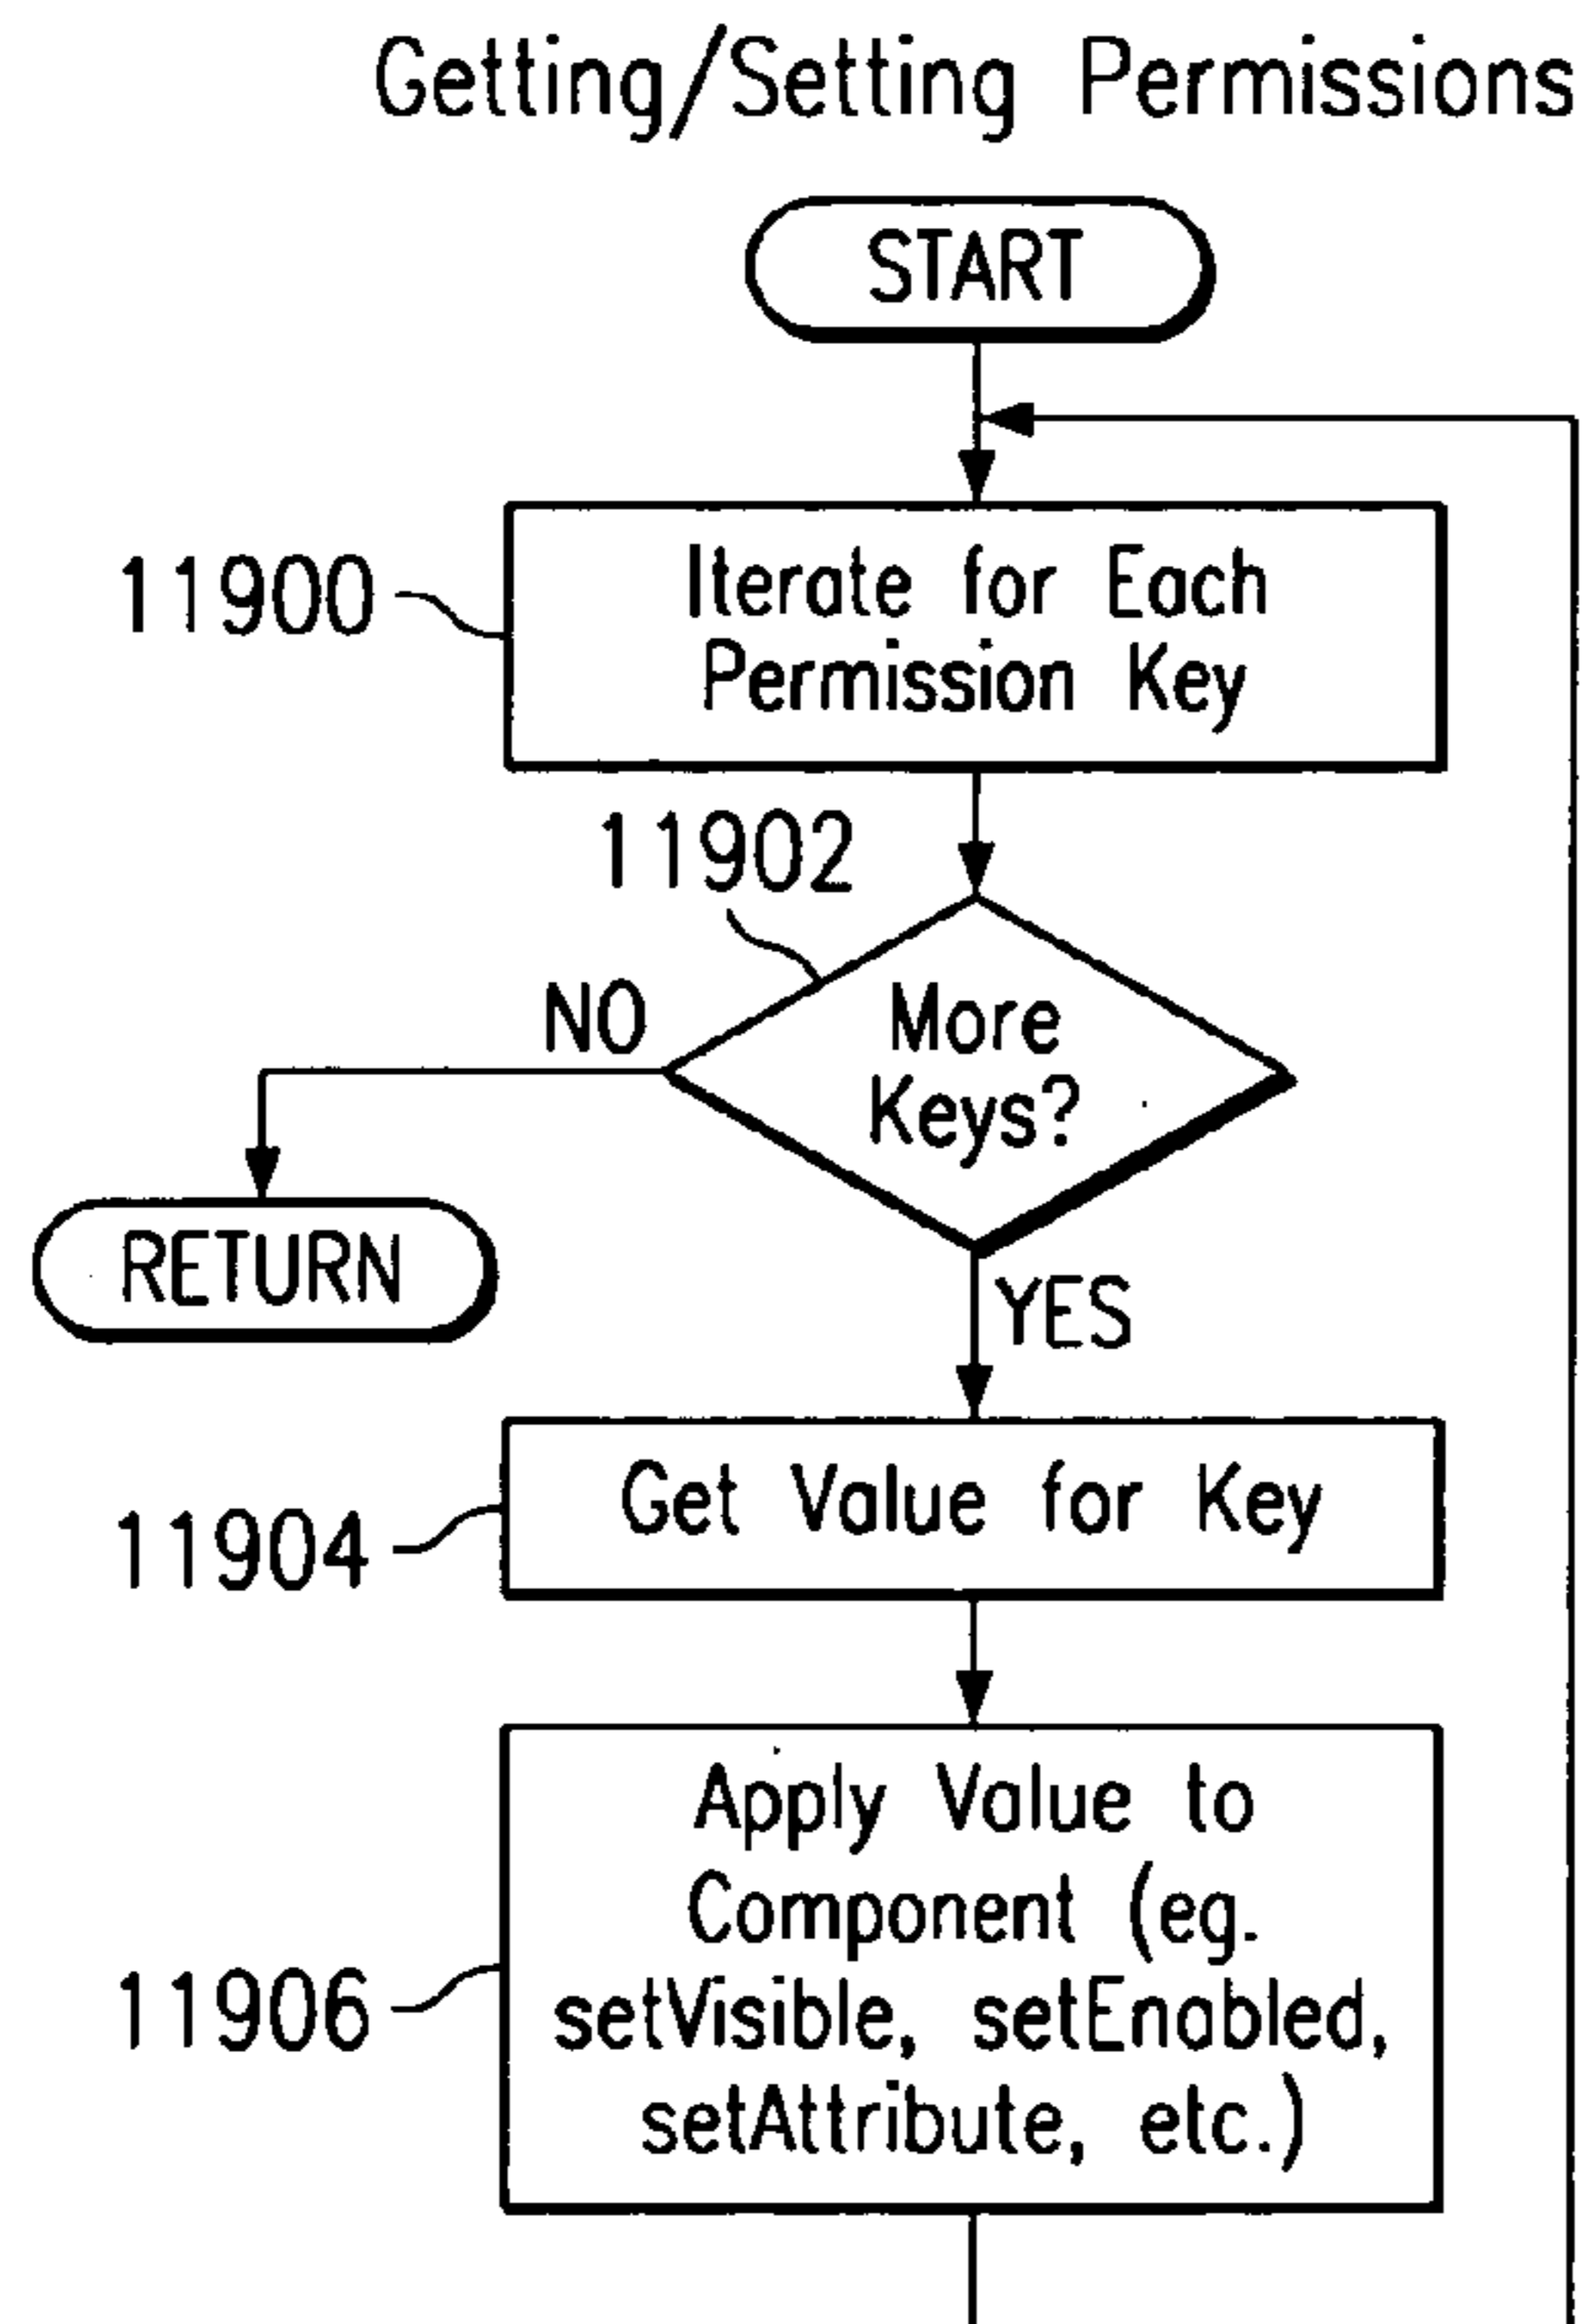 Getting/Setting Permissions
START
11900
Iterate for Each
Permission Key
11902
NO
More
Keys?
RETURN
YES
Get Value for Key
11904
Apply Value to
Component (eg.
setVisible, setEnabled,
setAttribute, etc.)
11906